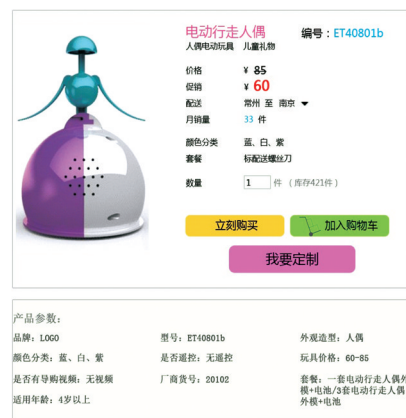 电动行走人偶 编号：ET40801b
人偶电动玩具 儿童礼物
价格 ¥ 85
促销 ¥ 60
配送 常州 至 南京
月销量 33 件
颜色分类 蓝、白、紫
套餐 标配送螺丝刀
数量 1 件 （库存421件）
立刻购买 加入购物车
我要定制
产品参数：
品牌：LOGO 型号：ET40801b 外观造型：人偶
颜色分类：蓝、白、紫 是否遥控：无遥控 玩具价格：60-85
是否有导购视频：无视频 厂商货号：20102 套餐：一套电动行走人偶外
模+电池/3套电动行走人偶
适用年龄：4岁以上 外模+电池